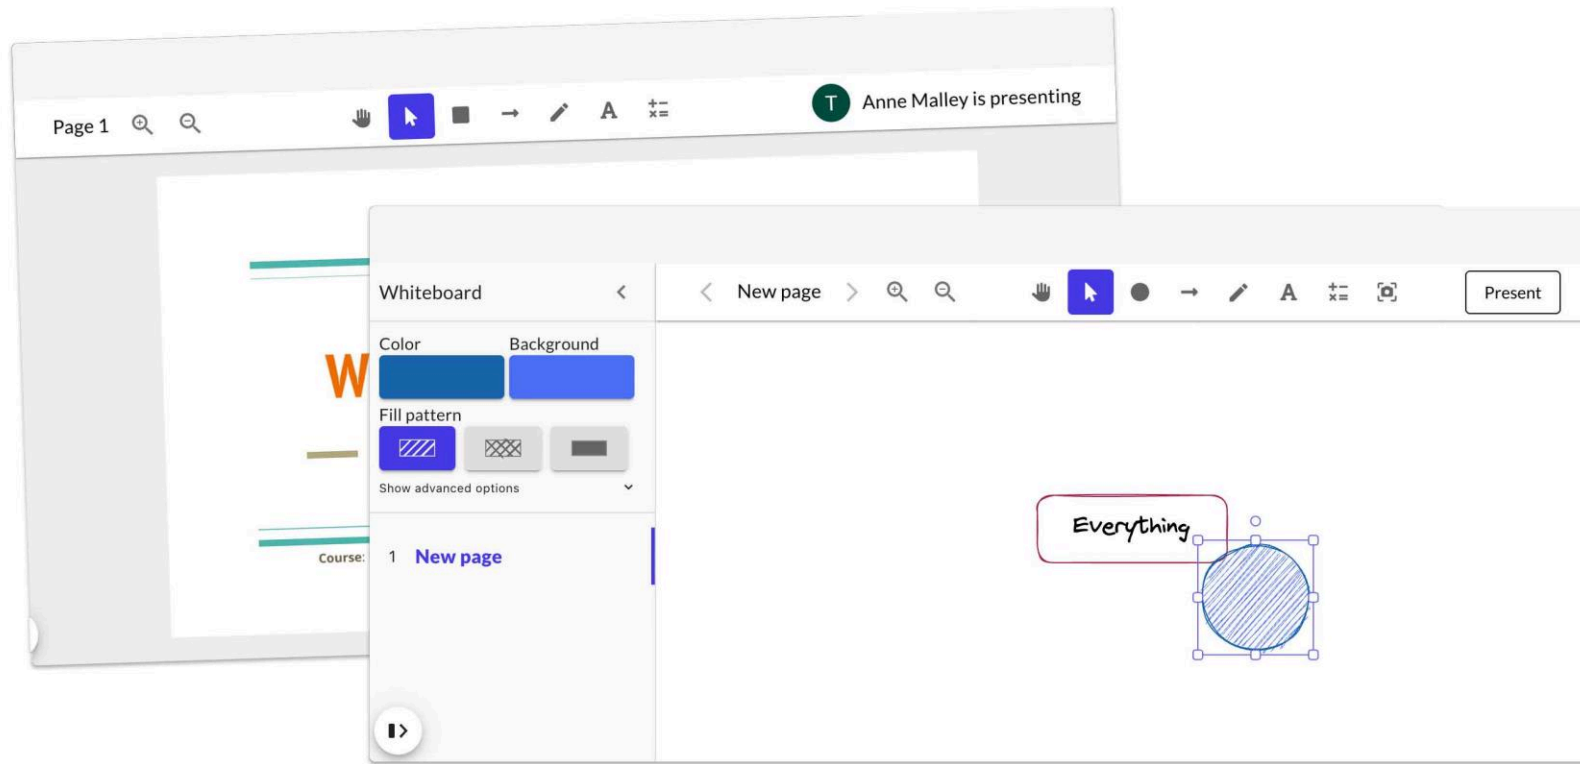 Page 1
A
T Anne Malley is presenting
W
Course:
Whiteboard
New page
A
Present
Color
Background
Fill pattern
Show advanced options
1 New page
Everything